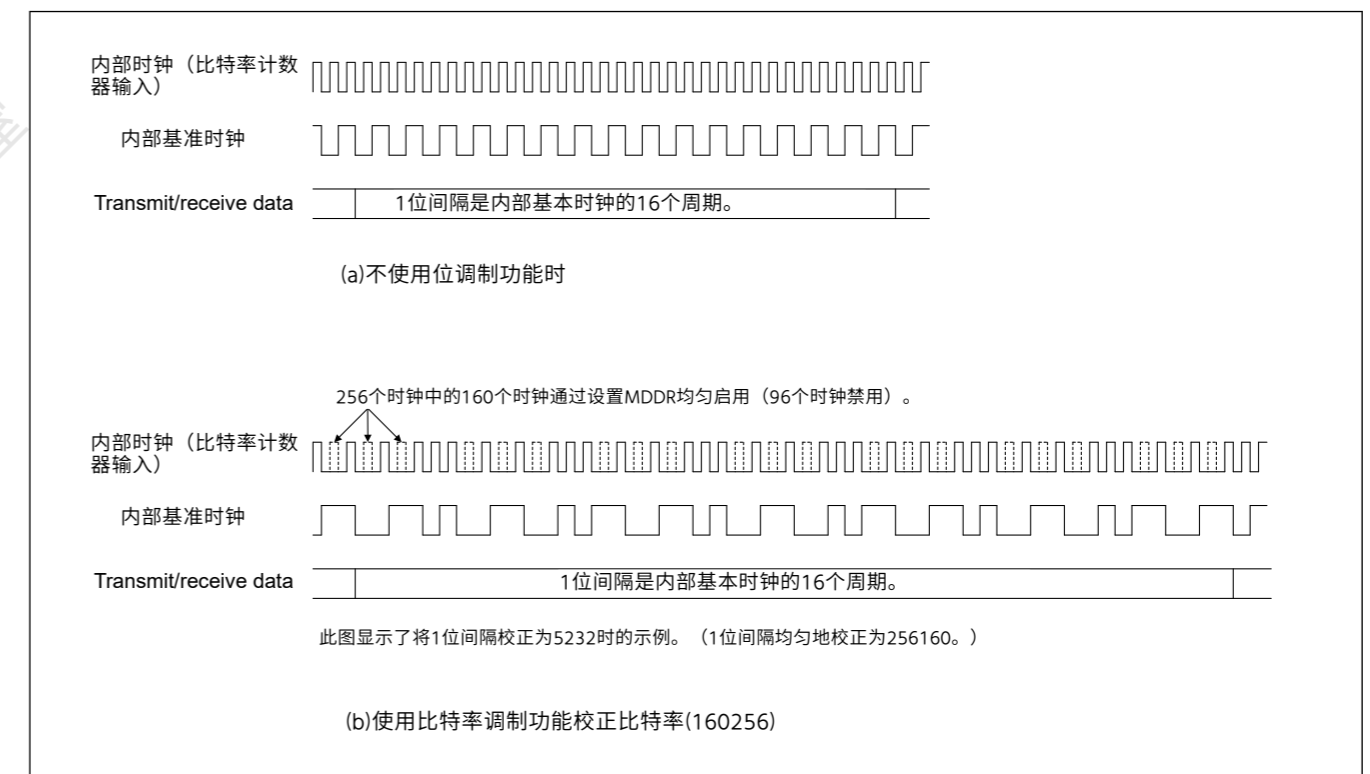 内部时钟（比特率计数
器输入）
内部基准时钟
Transmit/receive data
1位间隔是内部基本时钟的16个周期。
(a)不使用位调制功能时
256个时钟中的160个时钟通过设置MDDR均匀启用（96个时钟禁用）。
内部时钟（比特率计数
器输入）
内部基准时钟
Transmit/receive data
1位间隔是内部基本时钟的16个周期。
此图显示了将1位间隔校正为5232时的示例。（1位间隔均匀地校正为256160。）
(b)使用比特率调制功能校正比特率(160256)